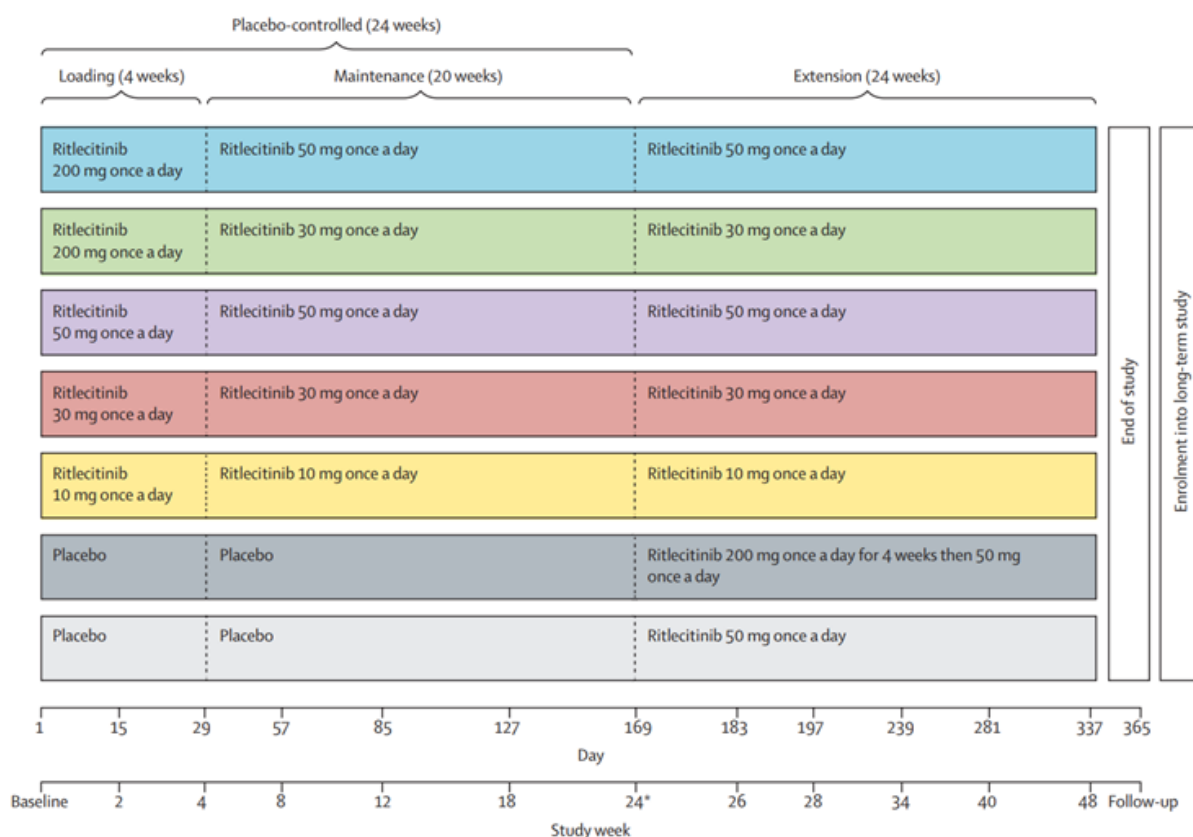 Placebo-controlled (24 weeks)
Loading (4 weeks)
Maintenance (20 weeks)
Extension (24 weeks)
Ritlecitinib
200 mg once a day
Ritlecitinib 50 mg once a day
Ritlecitinib 50 mg once a day
Ritlecitinib
200 mg once a day
Ritlecitinib 30 mg once a day
Ritlecitinib 30 mg once a day
Ritlecitinib
50 mg once a day
Ritlecitinib 50 mg once a day
Ritlecitinib 50 mg once a day
Ritlecitinib
30 mg once a day
Ritlecitinib 30 mg once a day
Ritlecitinib 30 mg once a day
Ritlecitinib
10 mg once a day
Ritlecitinib 10 mg once a day
Ritlecitinib 10 mg once a day
Placebo
Placebo
Ritlecitinib 200 mg once a day for 4 weeks then 50 mg
once a day
Placebo
Placebo
Ritlecitinib 50 mg once a day
End of study
Enrolment into long-term study
1 15 29 57 85 127 169 183 197 239 281 337 365
Day
Baseline 2 4 8 12 18 24* 26 28 34 40 48 Follow-up
Study week